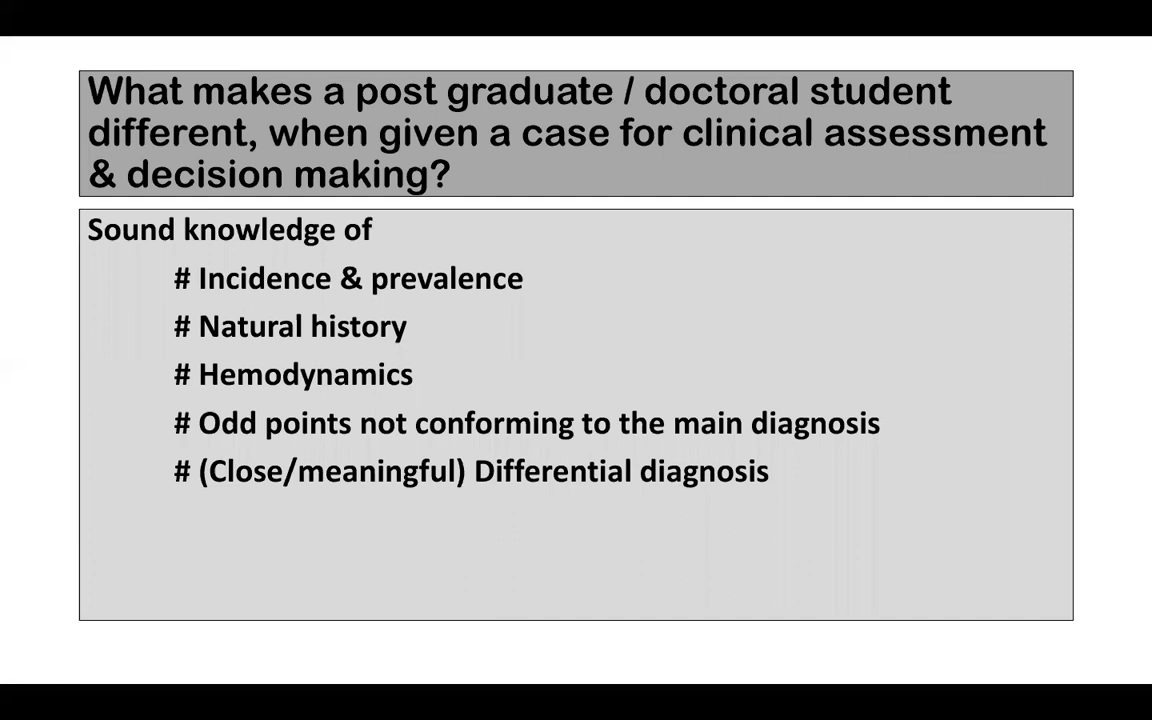 What makes a post graduate / doctoral student
different, when given a case for clinical assessment
& decision making?
Sound knowledge of
# Incidence & prevalence
# Natural history
# Hemodynamics
# Odd points not conforming to the main diagnosis
# (Close/meaningful) Differential diagnosis